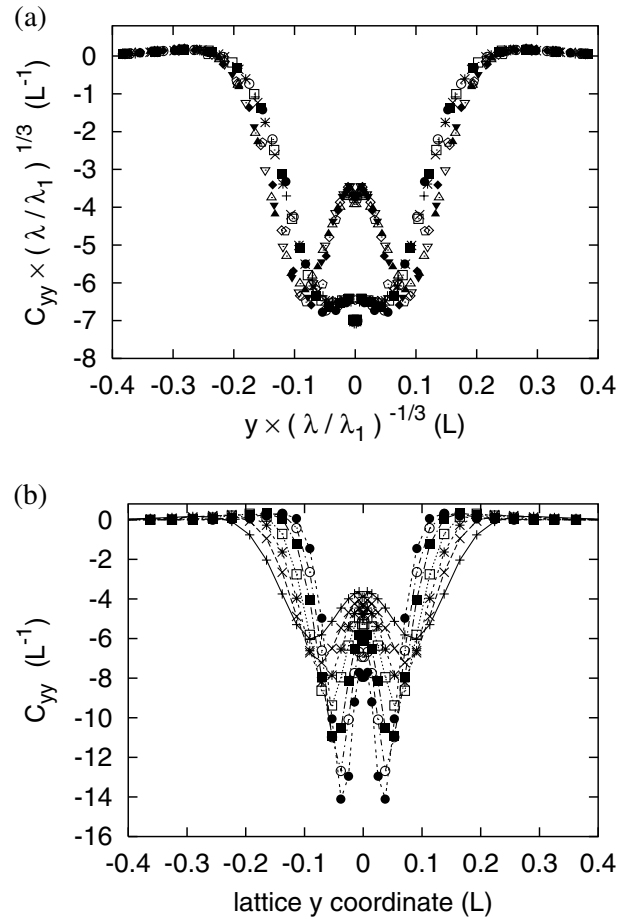 (a)
0
-1
-2
-3
-4
-5
-6
-7
-8
C_yy × ( λ / λ_1 )^1/3 (L^-1)
-0.4 -0.3 -0.2 -0.1 0 0.1 0.2 0.3 0.4
y × ( λ / λ_1 )^-1/3 (L)
(b)
0
-2
-4
-6
-8
-10
-12
-14
-16
C_yy (L^-1)
-0.4 -0.3 -0.2 -0.1 0 0.1 0.2 0.3 0.4
lattice y coordinate (L)